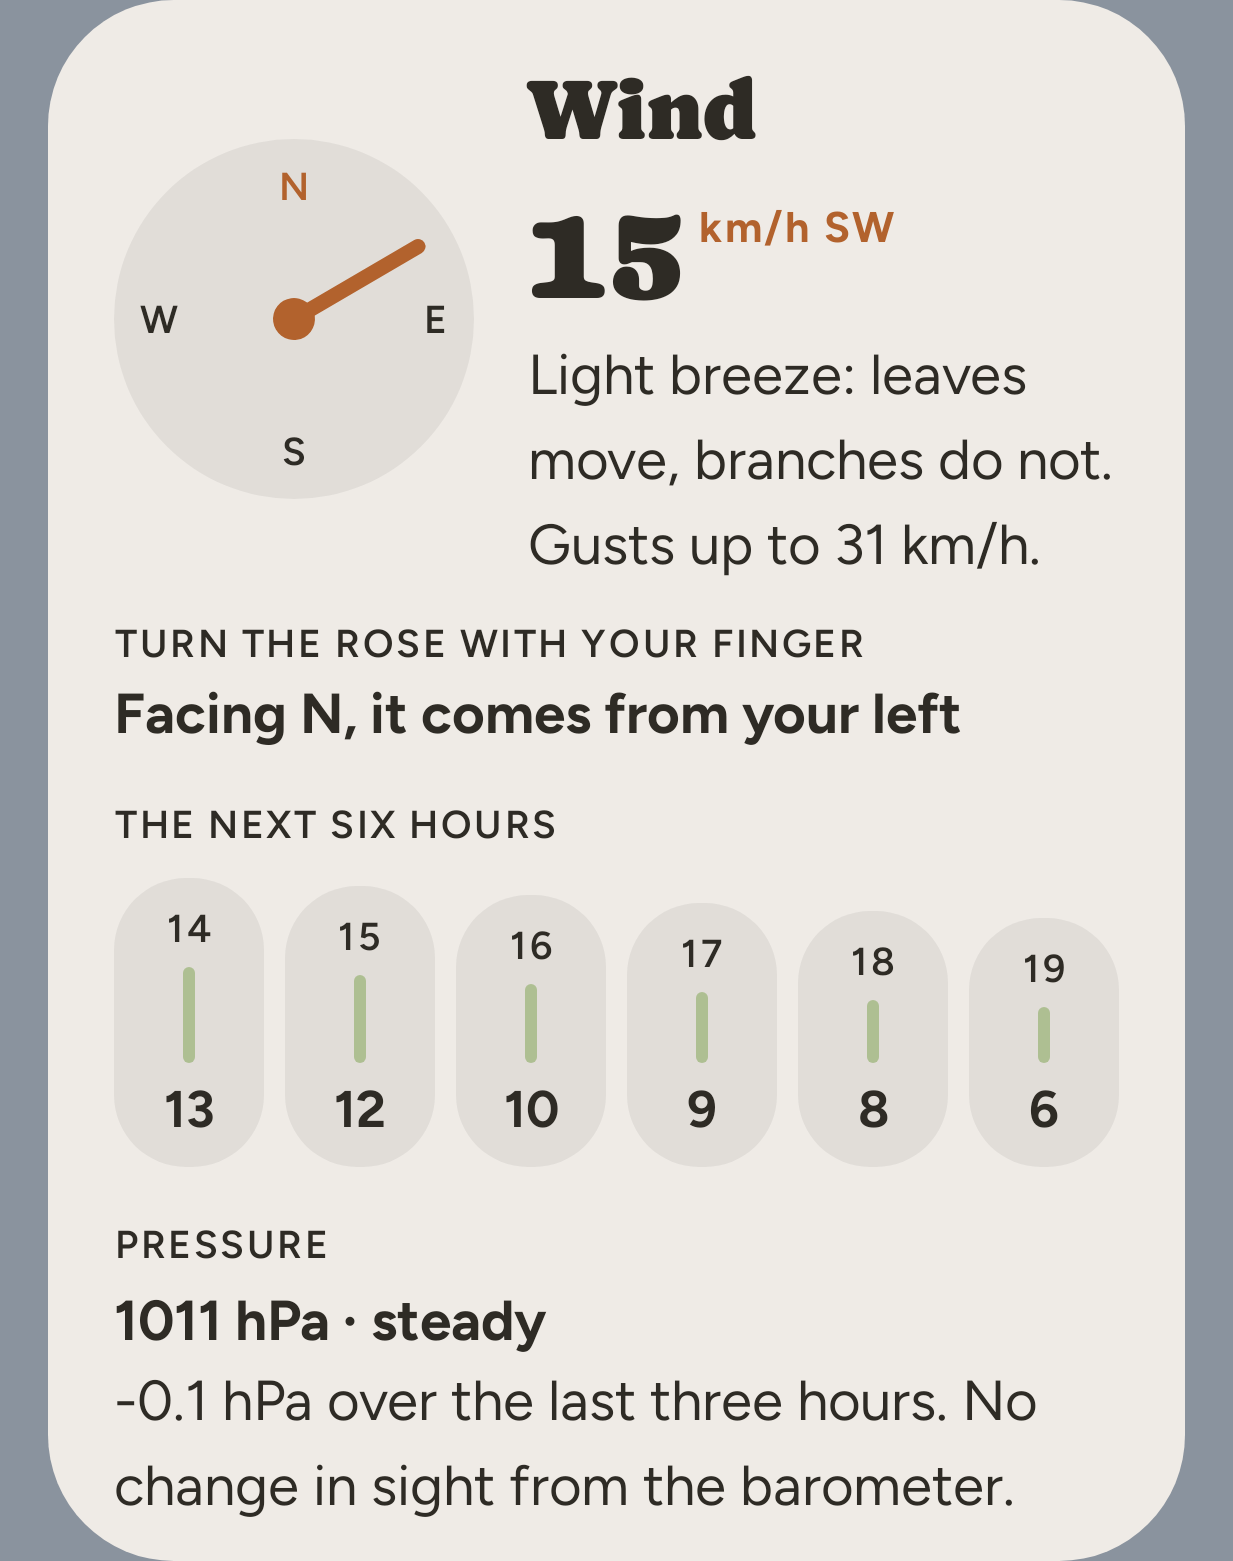 Wind
N
W
E
S
15 km/h SW
Light breeze: leaves
move, branches do not.
Gusts up to 31 km/h.
TURN THE ROSE WITH YOUR FINGER
Facing N, it comes from your left
THE NEXT SIX HOURS
14 15 16 17 18 19
13 12 10 9 8 6
PRESSURE
1011 hPa · steady
-0.1 hPa over the last three hours. No
change in sight from the barometer.